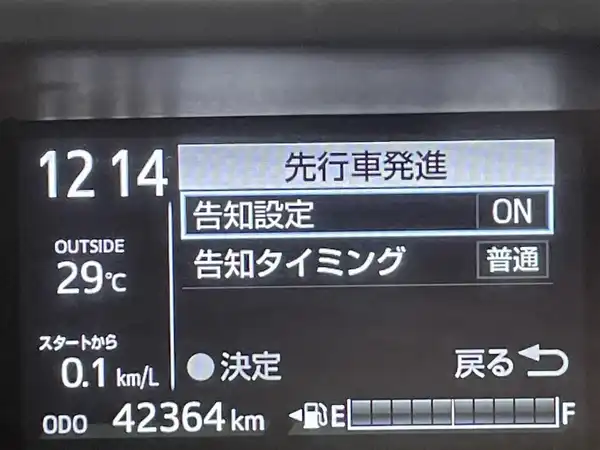 12 14
先行車発進
告知設定 ON
告知タイミング 普通
OUTSIDE
29℃
スタートから
0.1 km/L
決定 戻る
ODO 42364 km E F